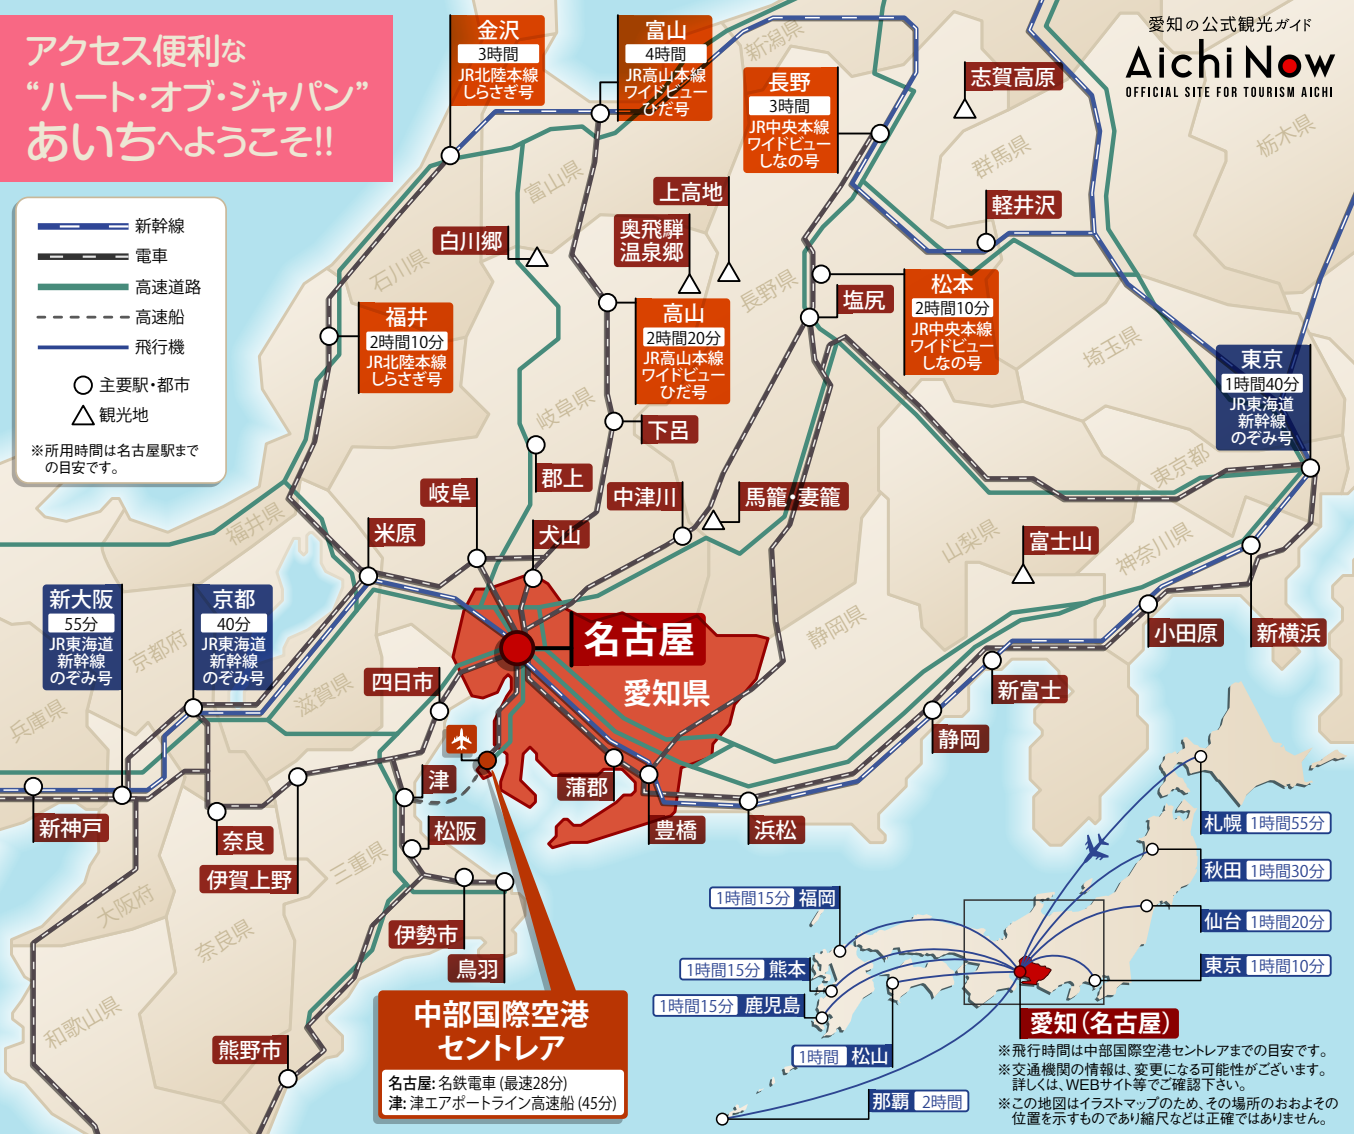 アクセス便利な
“ハート・オブ・ジャパン”
あいちへようこそ!!
愛知の公式観光ガイド
Aichi Now
OFFICIAL SITE FOR TOURISM AICHI
新幹線
電車
高速道路
高速船
飛行機
主要駅・都市
観光地
※所用時間は名古屋駅まで
の目安です。
金沢
3時間
JR北陸本線
しらさぎ号
富山
4時間
JR高山本線
ワイドビュー
ひだ号
長野
3時間
JR中央本線
ワイドビュー
しなの号
志賀高原
新潟県
栃木県
群馬県
富山県
上高地
軽井沢
奥飛騨
温泉郷
白川郷
石川県
長野県
松本
2時間10分
JR中央本線
ワイドビュー
しなの号
塩尻
福井
2時間10分
JR北陸本線
しらさぎ号
高山
2時間20分
JR高山本線
ワイドビュー
ひだ号
埼玉県
東京
1時間40分
JR東海道
新幹線
のぞみ号
岐阜県
下呂
東京都
郡上
岐阜
中津川
馬籠・妻籠
福井県
米原
犬山
山梨県
富士山
神奈川県
新大阪
55分
JR東海道
新幹線
のぞみ号
京都
40分
JR東海道
新幹線
のぞみ号
京都府
名古屋
静岡県
小田原
新横浜
四日市
愛知県
滋賀県
新富士
兵庫県
静岡
津
蒲郡
新神戸
奈良
松阪
豊橋
浜松
三重県
伊賀上野
大阪府
奈良県
伊勢市
鳥羽
和歌山県
熊野市
中部国際空港
セントレア
名古屋: 名鉄電車 (最速28分)
津: 津エアポートライン高速船 (45分)
札幌 1時間55分
秋田 1時間30分
仙台 1時間20分
東京 1時間10分
1時間15分 福岡
1時間15分 熊本
1時間15分 鹿児島
1時間 松山
那覇 2時間
愛知(名古屋)
※飛行時間は中部国際空港セントレアまでの目安です。
※交通機関の情報は、変更になる可能性がございます。
詳しくは、WEBサイト等でご確認下さい。
※この地図はイラストマップのため、その場所のおおよその
位置を示すものであり縮尺などは正確ではありません。